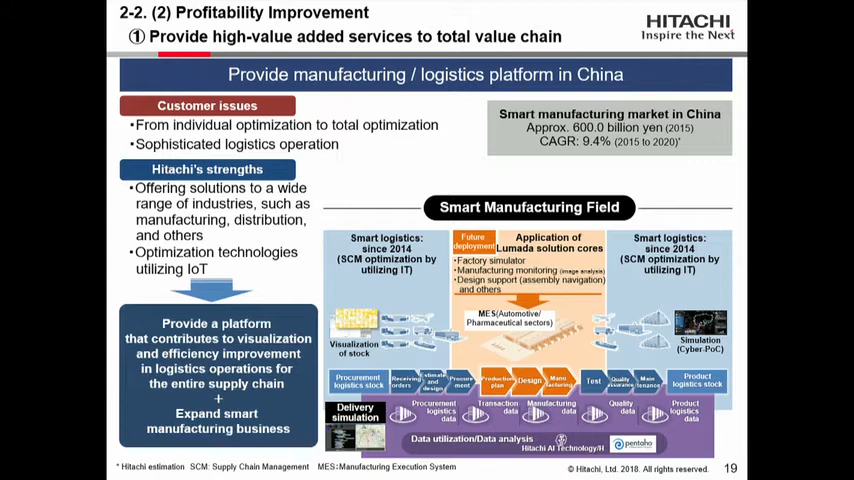 2-2. (2) Profitability Improvement
① Provide high-value added services to total value chain
HITACHI
Inspire the Next
Provide manufacturing / logistics platform in China
Customer issues
・From individual optimization to total optimization
・Sophisticated logistics operation
Smart manufacturing market in China
Approx. 600.0 billion yen (2015)
CAGR: 9.4% (2015 to 2020)*
Hitachi's strengths
・Offering solutions to a wide
range of industries, such as
manufacturing, distribution,
and others
・Optimization technologies
utilizing IoT
Provide a platform
that contributes to visualization
and efficiency improvement
in logistics operations for
the entire supply chain
+
Expand smart
manufacturing business
Smart Manufacturing Field
Smart logistics:
since 2014
(SCM optimization by
utilizing IT)
Future
deployment
Application of
Lumada solution cores
・Factory simulator
・Manufacturing monitoring (image analysis)
・Design support (assembly navigation)
and others
Smart logistics:
since 2014
(SCM optimization by
utilizing IT)
MES(Automotive/
Pharmaceutical sectors)
Visualization
of stock
Simulation
(Cyber-PoC)
Procurement
logistics stock
Receiving
orders
Estimate
and
design
Procure
ment
Production
plan
Design
Manu
facturing
Test
Quality
assurance
Main
tenance
Product
logistics stock
Delivery
simulation
Procurement
logistics
data
Transaction
data
Manufacturing
data
Quality
data
Product
logistics
data
Data utilization/Data analysis
Hitachi AI Technology/H
pentaho
* Hitachi estimation SCM: Supply Chain Management MES:Manufacturing Execution System
© Hitachi, Ltd. 2018. All rights reserved.
19